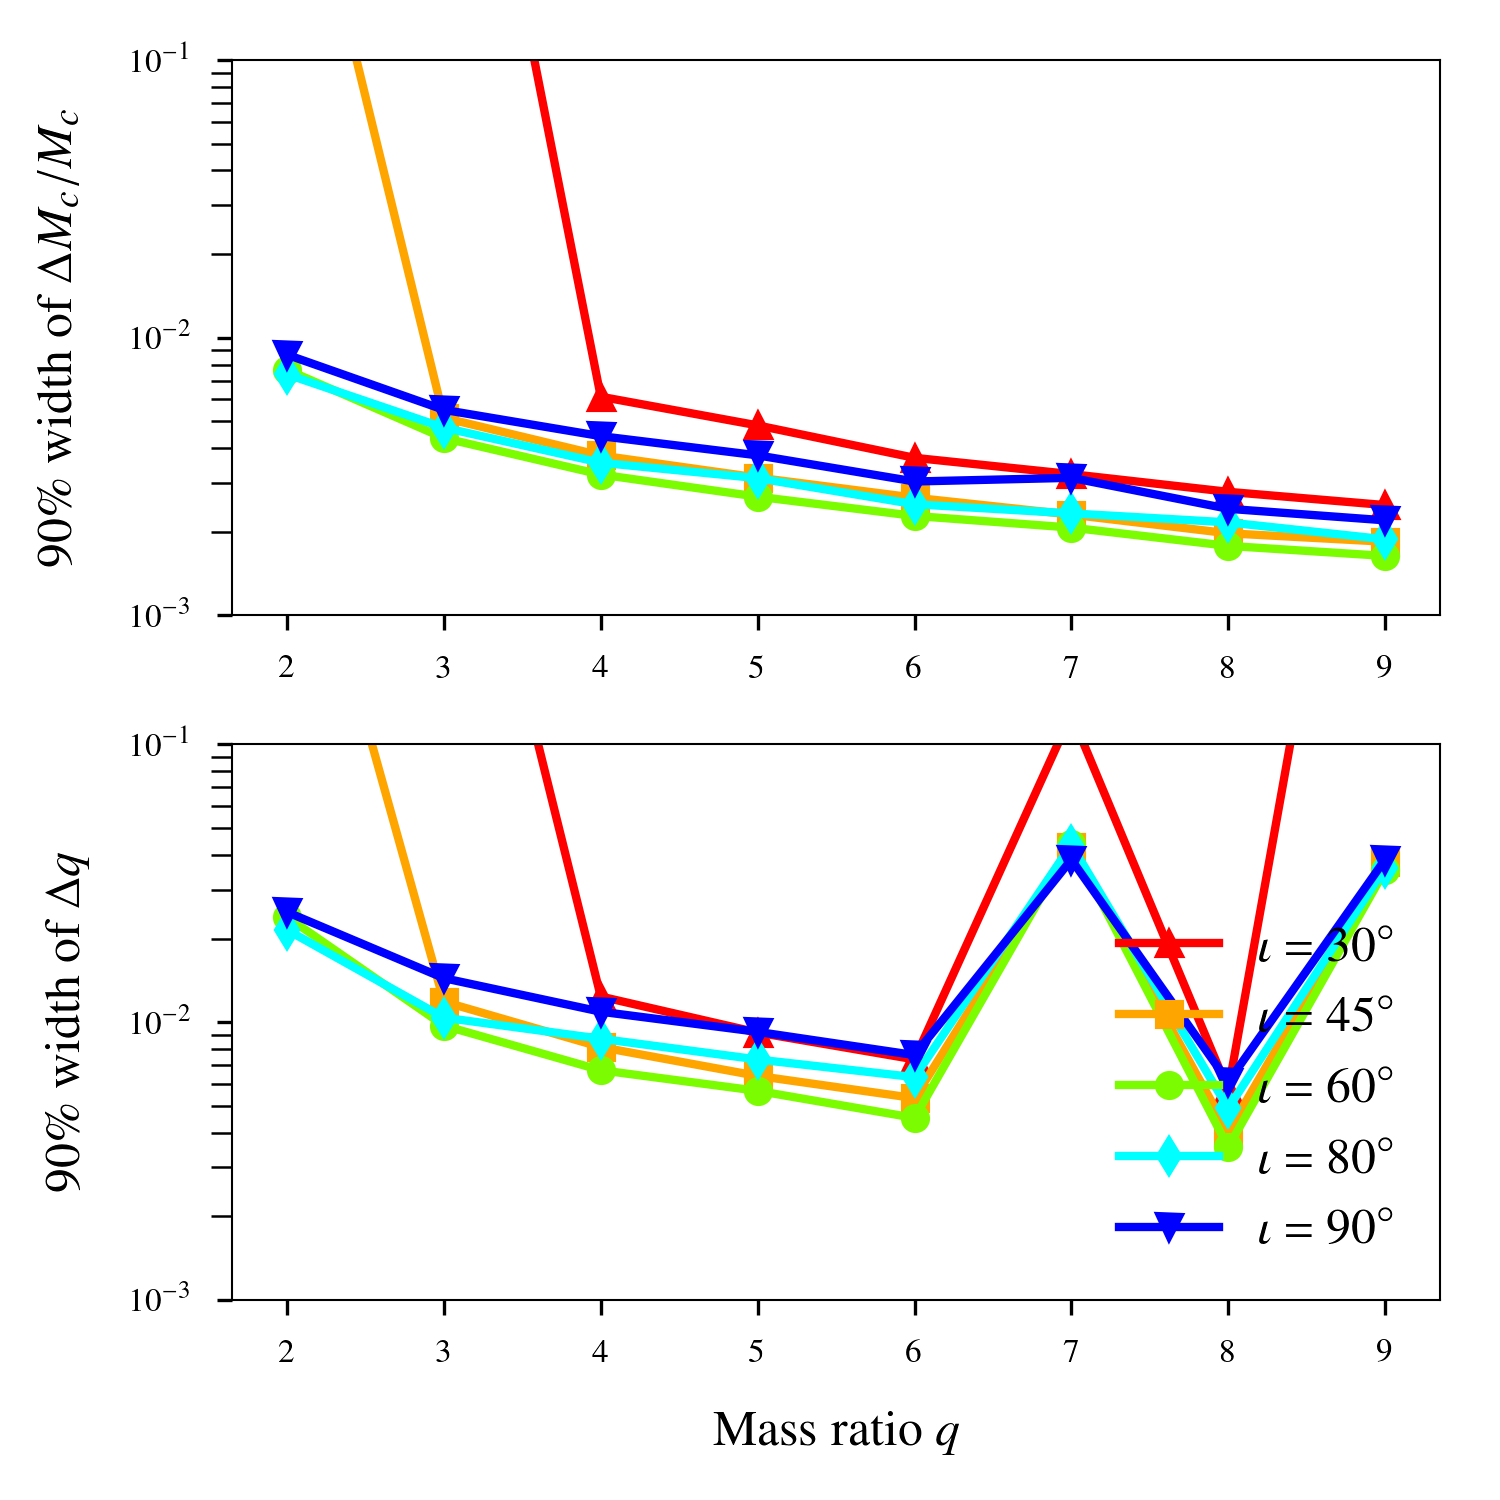 90% width of ΔM_c/M_c
10⁻¹
10⁻²
10⁻³
2 3 4 5 6 7 8 9
90% width of Δq
10⁻¹
10⁻²
10⁻³
ι = 30°
ι = 45°
ι = 60°
ι = 80°
ι = 90°
2 3 4 5 6 7 8 9
Mass ratio q